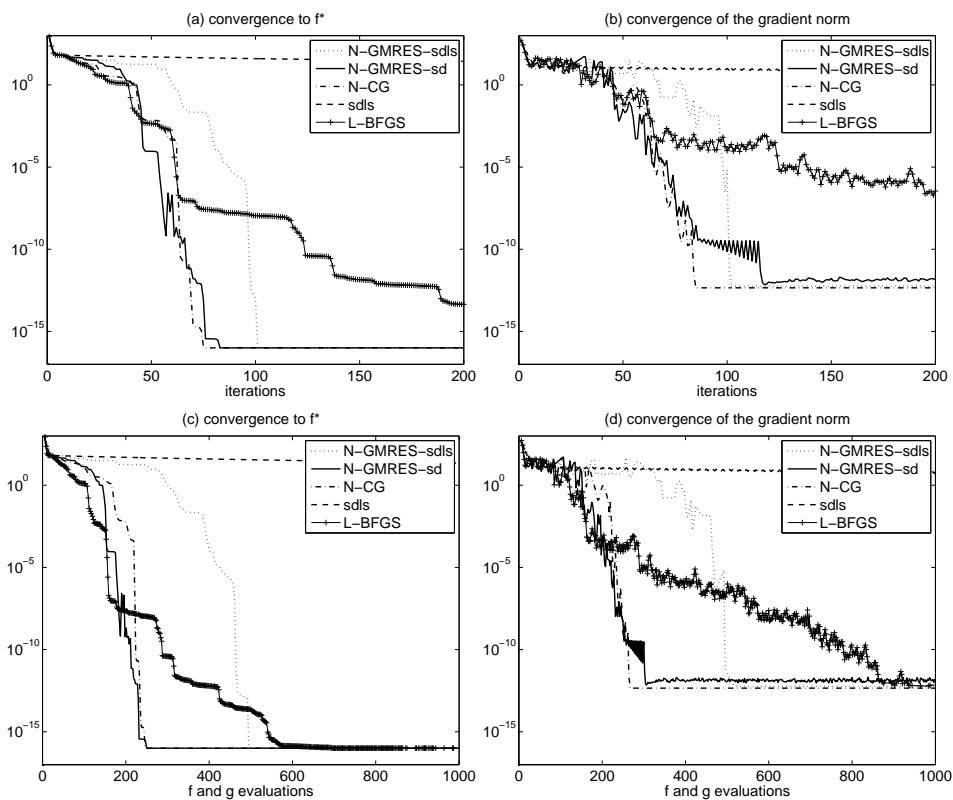 (a) convergence to f*
N-GMRES-sdls
N-GMRES-sd
N-CG
sdls
L-BFGS
10^0
10^-5
10^-10
10^-15
0 50 100 150 200
iterations
(b) convergence of the gradient norm
N-GMRES-sdls
N-GMRES-sd
N-CG
sdls
L-BFGS
10^0
10^-5
10^-10
10^-15
0 50 100 150 200
iterations
(c) convergence to f*
N-GMRES-sdls
N-GMRES-sd
N-CG
sdls
L-BFGS
10^0
10^-5
10^-10
10^-15
0 200 400 600 800 1000
f and g evaluations
(d) convergence of the gradient norm
N-GMRES-sdls
N-GMRES-sd
N-CG
sdls
L-BFGS
10^0
10^-5
10^-10
10^-15
0 200 400 600 800 1000
f and g evaluations